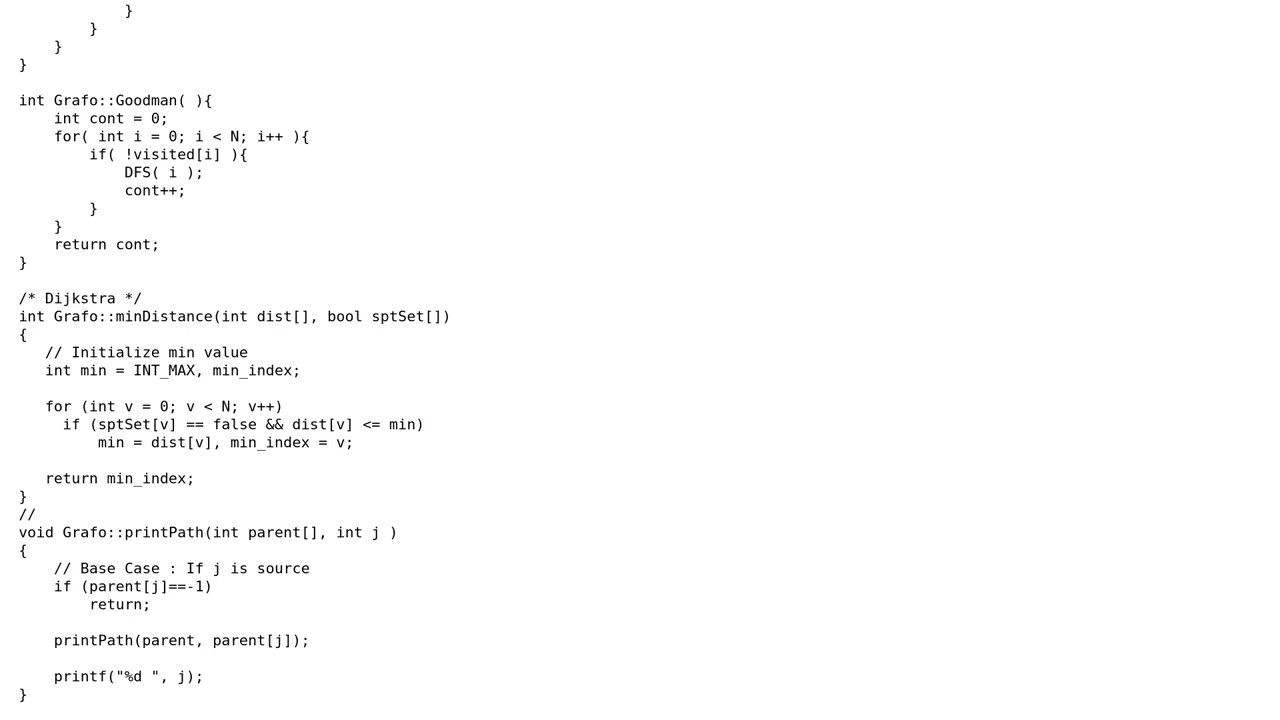 }
        }
    }
}

int Grafo::Goodman( ){
    int cont = 0;
    for( int i = 0; i < N; i++ ){
        if( !visited[i] ){
            DFS( i );
            cont++;
        }
    }
    return cont;
}

/* Dijkstra */
int Grafo::minDistance(int dist[], bool sptSet[])
{
   // Initialize min value
   int min = INT_MAX, min_index;

   for (int v = 0; v < N; v++)
     if (sptSet[v] == false && dist[v] <= min)
         min = dist[v], min_index = v;

   return min_index;
}
//
void Grafo::printPath(int parent[], int j )
{
    // Base Case : If j is source
    if (parent[j]==-1)
        return;

    printPath(parent, parent[j]);

    printf("%d ", j);
}